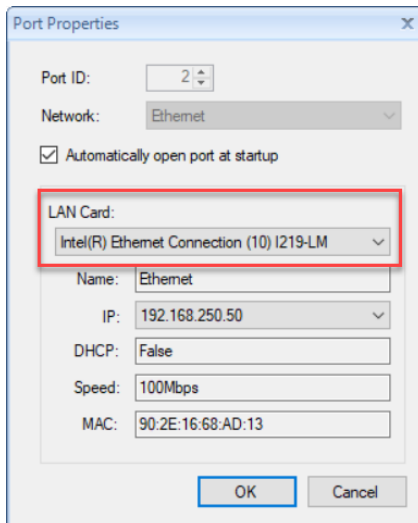 Port Properties
x
Port ID: 2
Network: Ethernet
Automatically open port at startup
LAN Card:
Intel(R) Ethernet Connection (10) I219-LM
Name: Ethernet
IP: 192.168.250.50
DHCP: False
Speed: 100Mbps
MAC: 90:2E:16:68:AD:13
OK Cancel